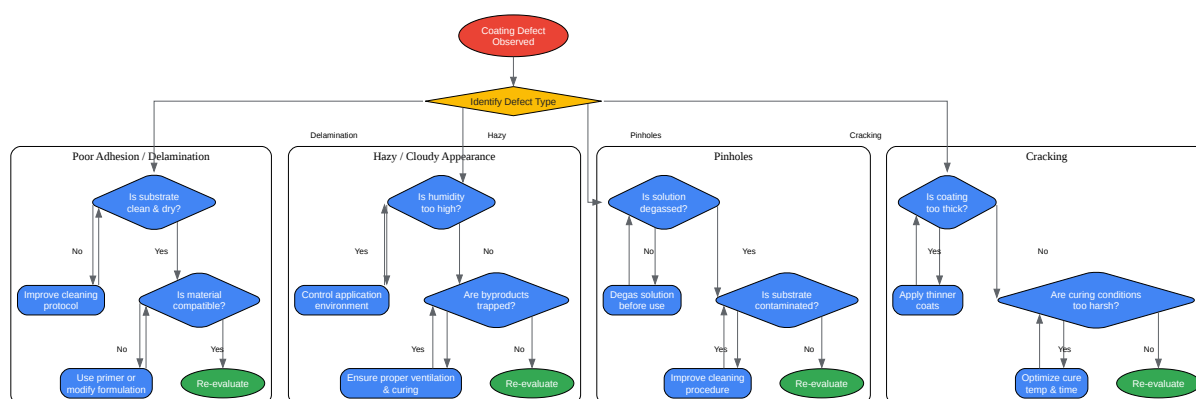 Coating Defect
Observed
Identify Defect Type
Delamination
Hazy
Pinholes
Cracking
Poor Adhesion / Delamination
Is substrate
clean & dry?
No
Yes
Improve cleaning
protocol
Is material
compatible?
No
Yes
Use primer or
modify formulation
Re-evaluate
Hazy / Cloudy Appearance
Is humidity
too high?
Yes
No
Control application
environment
Are byproducts
trapped?
Yes
No
Ensure proper ventilation
& curing
Re-evaluate
Pinholes
Is solution
degassed?
No
Yes
Degas solution
before use
Is substrate
contaminated?
Yes
No
Improve cleaning
procedure
Re-evaluate
Cracking
Is coating
too thick?
Yes
No
Apply thinner
coats
Are curing conditions
too harsh?
Yes
No
Optimize cure
temp & time
Re-evaluate